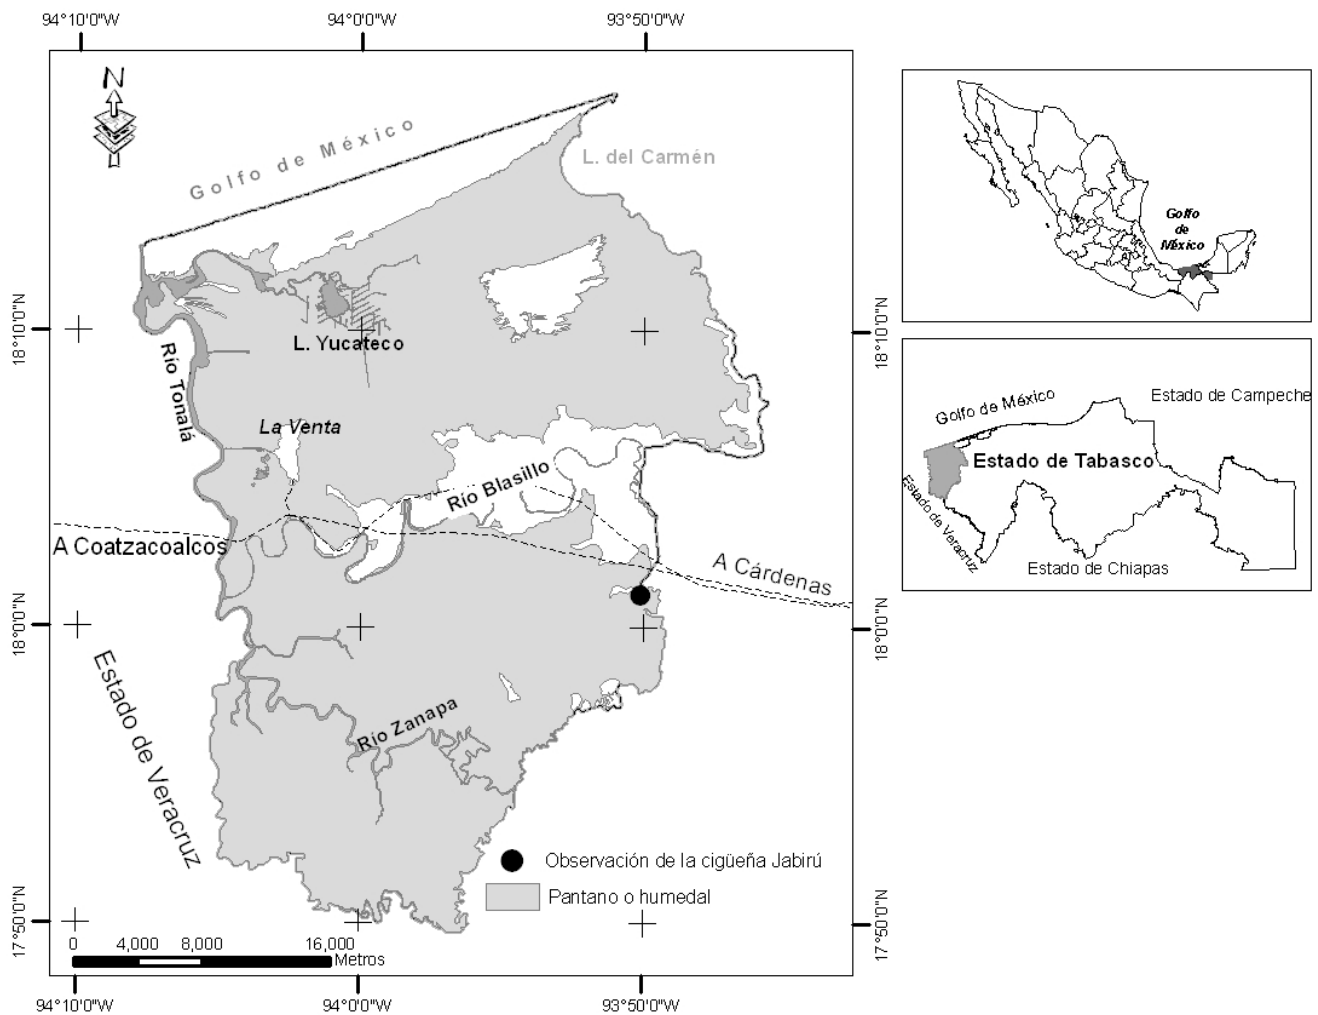 94°10'0"W 94°0'0"W 93°50'0"W
N
Golfo de México
L. del Carmén
18°10'0"N
18°10'0"N
L. Yucateco
Río Tonalá
La Venta
Río Blasillo
A Coatzacoalcos
A Cárdenas
18°0'0"N
18°0'0"N
Estado de Veracruz
Río Zanapa
Observación de la cigüeña Jabirú
Pantano o humedal
17°50'0"N
17°50'0"N
0 4,000 8,000 16,000
Metros
94°10'0"W 94°0'0"W 93°50'0"W
Golfo
de
México
Golfo de México
Estado de Campeche
Estado de Tabasco
Estado de Veracruz
Estado de Chiapas